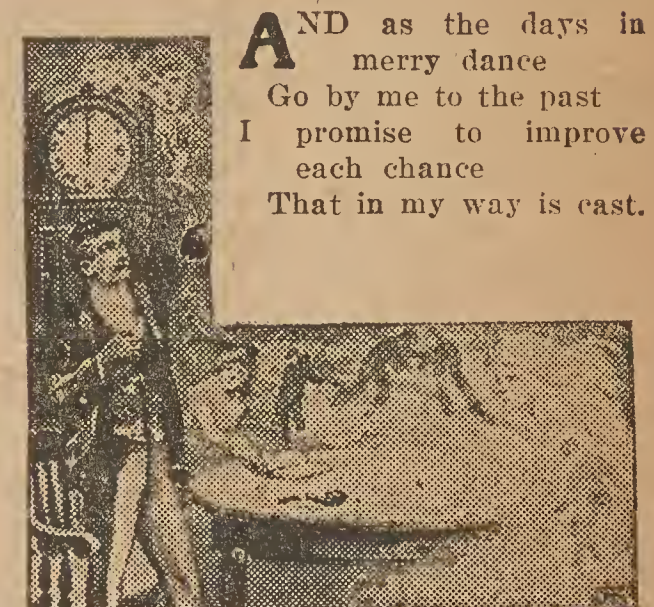 AND as the days in
merry dance
Go by me to the past
I promise to improve
each chance
That in my way is cast.